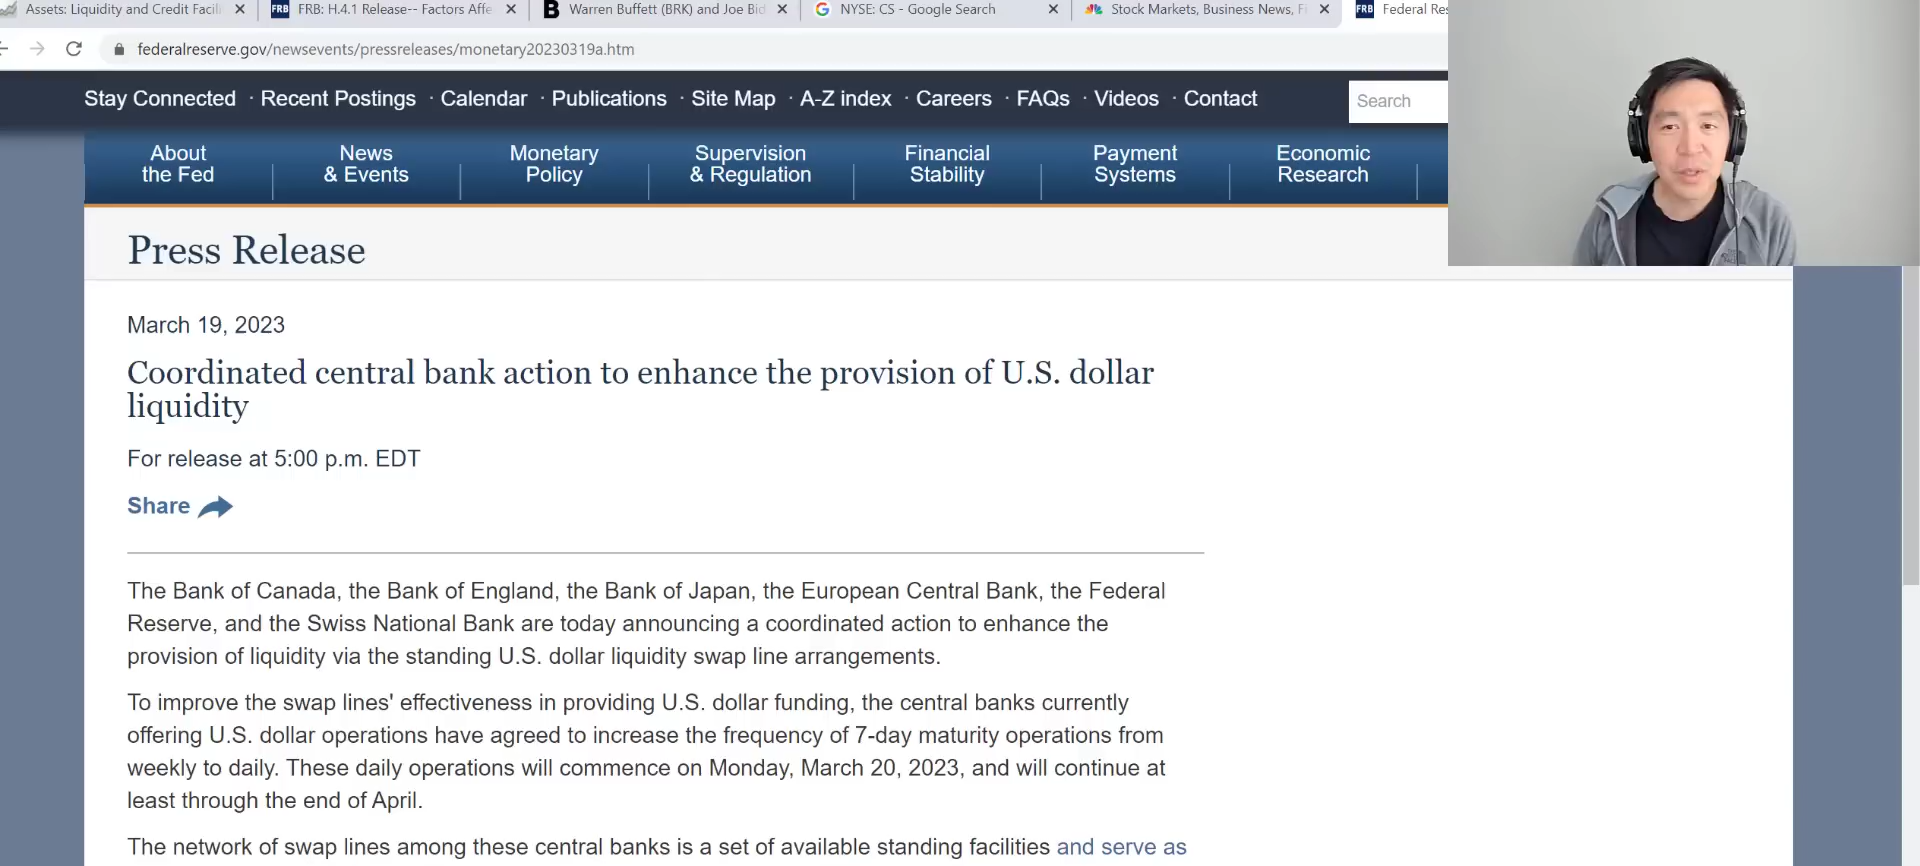 Assets: Liquidity and Credit Facil
FRB FRB: H.4.1 Release-- Factors Affe
B Warren Buffett (BRK) and Joe Bid
G NYSE: CS - Google Search
Stock Markets, Business News, Fi
FRB Federal Res
federalreserve.gov/newsevents/pressreleases/monetary20230319a.htm
Stay Connected · Recent Postings · Calendar · Publications · Site Map · A-Z index · Careers · FAQs · Videos · Contact
Search
About
the Fed
News
& Events
Monetary
Policy
Supervision
& Regulation
Financial
Stability
Payment
Systems
Economic
Research
Press Release
March 19, 2023
Coordinated central bank action to enhance the provision of U.S. dollar
liquidity
For release at 5:00 p.m. EDT
Share
The Bank of Canada, the Bank of England, the Bank of Japan, the European Central Bank, the Federal
Reserve, and the Swiss National Bank are today announcing a coordinated action to enhance the
provision of liquidity via the standing U.S. dollar liquidity swap line arrangements.
To improve the swap lines' effectiveness in providing U.S. dollar funding, the central banks currently
offering U.S. dollar operations have agreed to increase the frequency of 7-day maturity operations from
weekly to daily. These daily operations will commence on Monday, March 20, 2023, and will continue at
least through the end of April.
The network of swap lines among these central banks is a set of available standing facilities and serve as